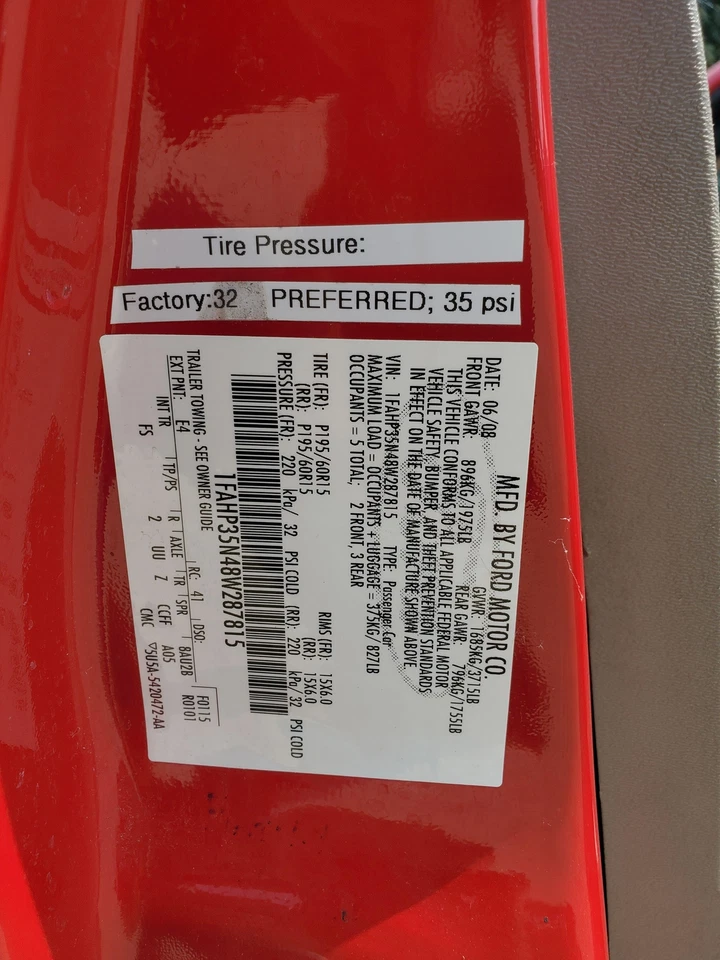 Tire Pressure:
Factory:32 PREFERRED; 35 psi
MFD. BY FORD MOTOR CO
DATE: 06/08 GVWR: 1685KG/3715LB
FRONT GAWR: 896KG/1975LB REAR GAWR: 796KG/1755LB
THIS VEHICLE CONFORMS TO ALL APPLICABLE FEDERAL MOTOR
VEHICLE SAFETY, BUMPER, AND THEFT PREVENTION STANDARDS
IN EFFECT ON THE DATE OF MANUFACTURE SHOWN ABOVE.
VIN: 1FAHP35N48W287815 TYPE: Passenger Car
MAXIMUM LOAD = OCCUPANTS + LUGGAGE = 375KG/827LB
OCCUPANTS = 5 TOTAL; 2 FRONT, 3 REAR
TIRE (FR): P195/60R15 RIMS (FR): 15X6.0
(RR): P195/60R15 (RR): 15X6.0
PRESSURE (FR): 220 kPa/ 32 PSI COLD (RR): 220 kPa/ 32 PSI COLD
1FAHP35N48W287815
TRAILER TOWING - SEE OWNER GUIDE F0115
EXT PNT: E4 RC: 41 DSO: R0101
INT TR TP/PS R AXLE TR SPR 8AU2B
FS 2 UU Z CCFF A05
CMC ▽5U5A-5420472-AA